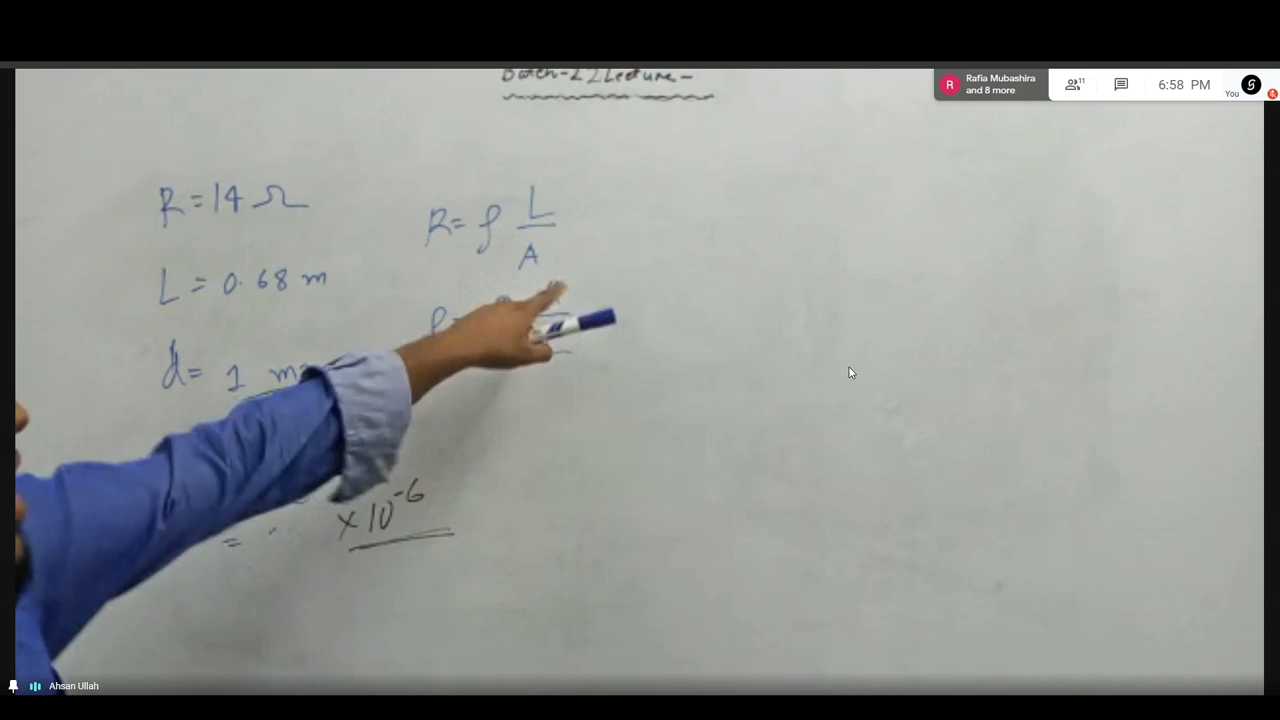 Batch-22 Lecture-
Rafia Mubashira
and 8 more
11
6:58 PM
You
R
R = 14 Ω
L = 0.68 m
d = 1
R = ρ L
A
ρ =
= × 10⁻⁶
Ahsan Ullah